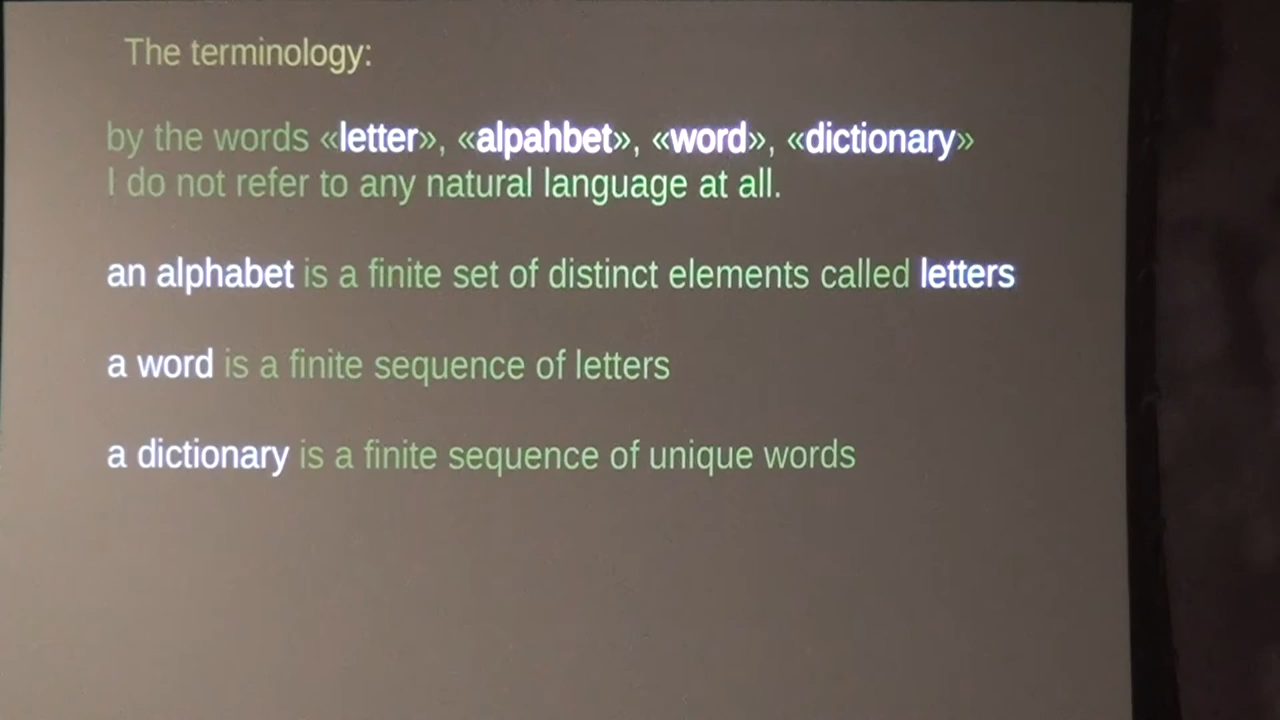 The terminology:
by the words «letter», «alpahbet», «word», «dictionary»
I do not refer to any natural language at all.
an alphabet is a finite set of distinct elements called letters
a word is a finite sequence of letters
a dictionary is a finite sequence of unique words